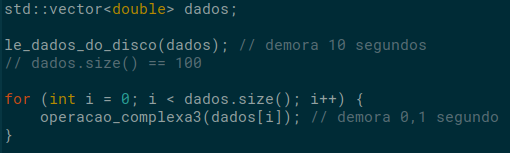 std::vector<double> dados;
le_dados_do_disco(dados); // demora 10 segundos
// dados.size() == 100
for (int i = 0; i < dados.size(); i++) {
operacao_complexa3(dados[i]); // demora 0,1 segundo
}